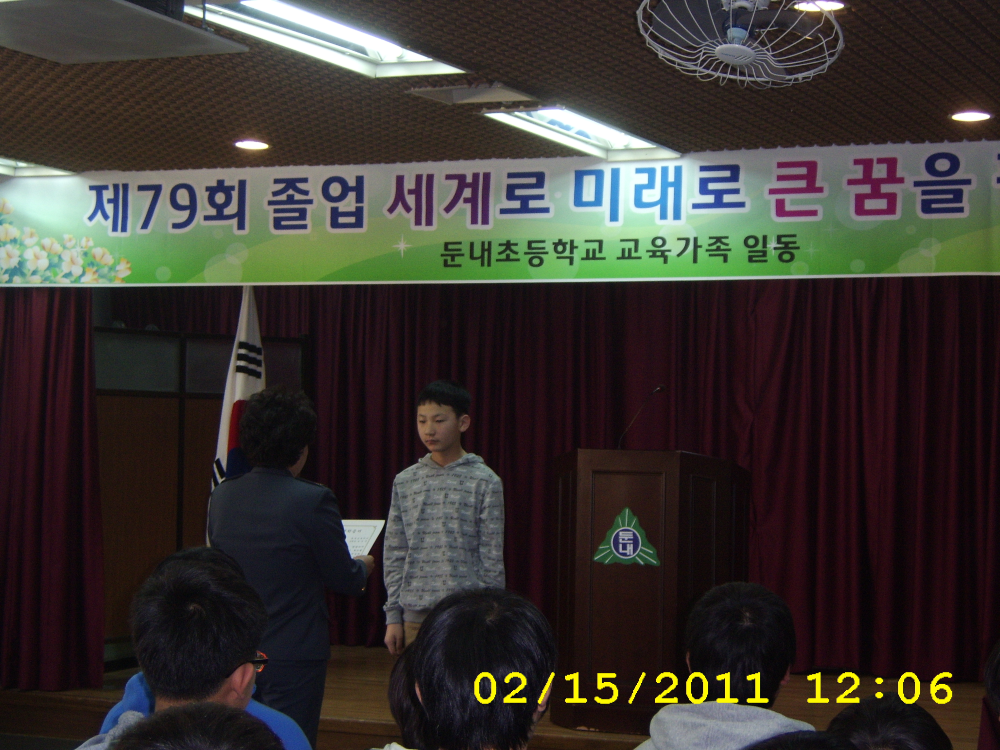 제79회 졸업 세계로 미래로 큰 꿈을
둔내초등학교 교육가족 일동
둔내
02/15/2011 12:06